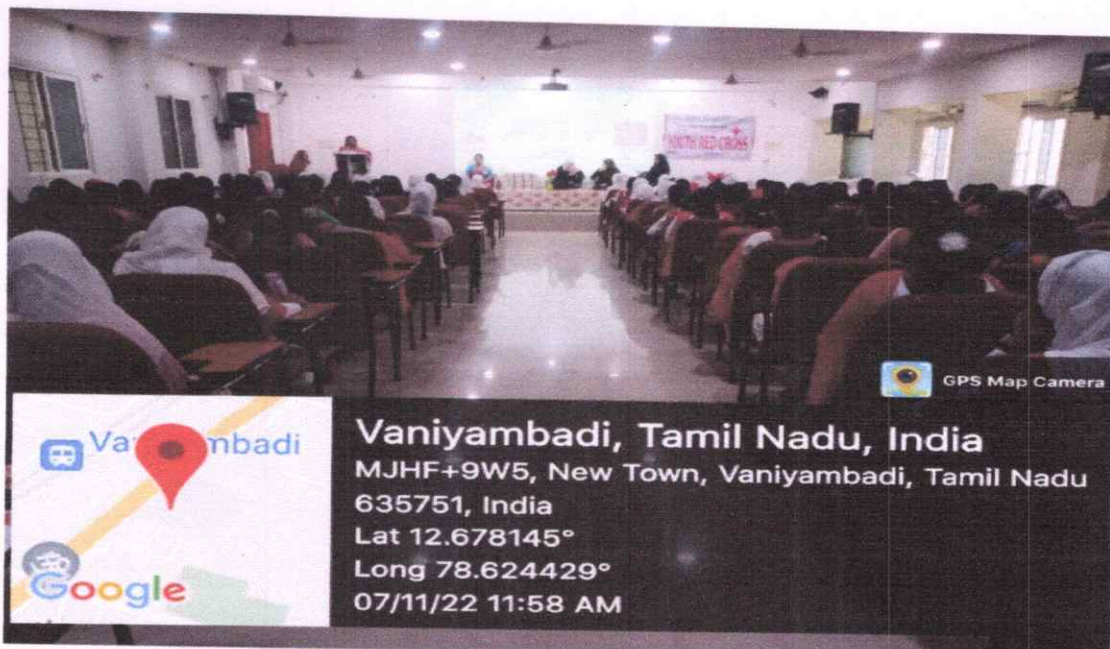 YOUTH RED CROSS
GPS Map Camera
Vaniyambadi, Tamil Nadu, India
MJHF+9W5, New Town, Vaniyambadi, Tamil Nadu
635751, India
Lat 12.678145°
Long 78.624429°
07/11/22 11:58 AM
Google